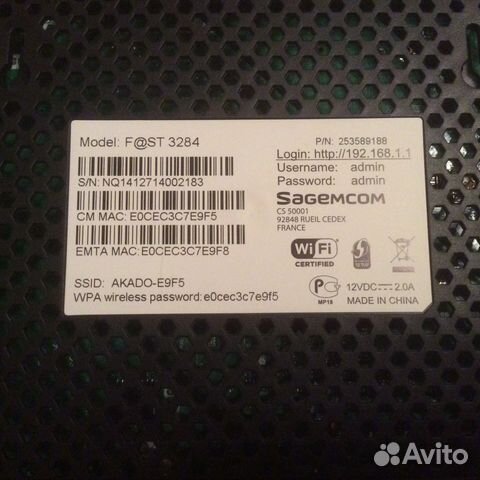 Model: F@ST 3284
P/N: 253589188
Login: http://192.168.1.1
Username: admin
Password: admin
S/N: NQ1412714002183
CM MAC: E0CEC3C7E9F5
EMTA MAC:E0CEC3C7E9F8
SAGEMCOM
CS 50001
92848 RUEIL CEDEX
FRANCE
Wi Fi
CERTIFIED
SSID: AKADO-E9F5
WPA wireless password:e0cec3c7e9f5
МР18
12VDC 2.0A
MADE IN CHINA
Avito